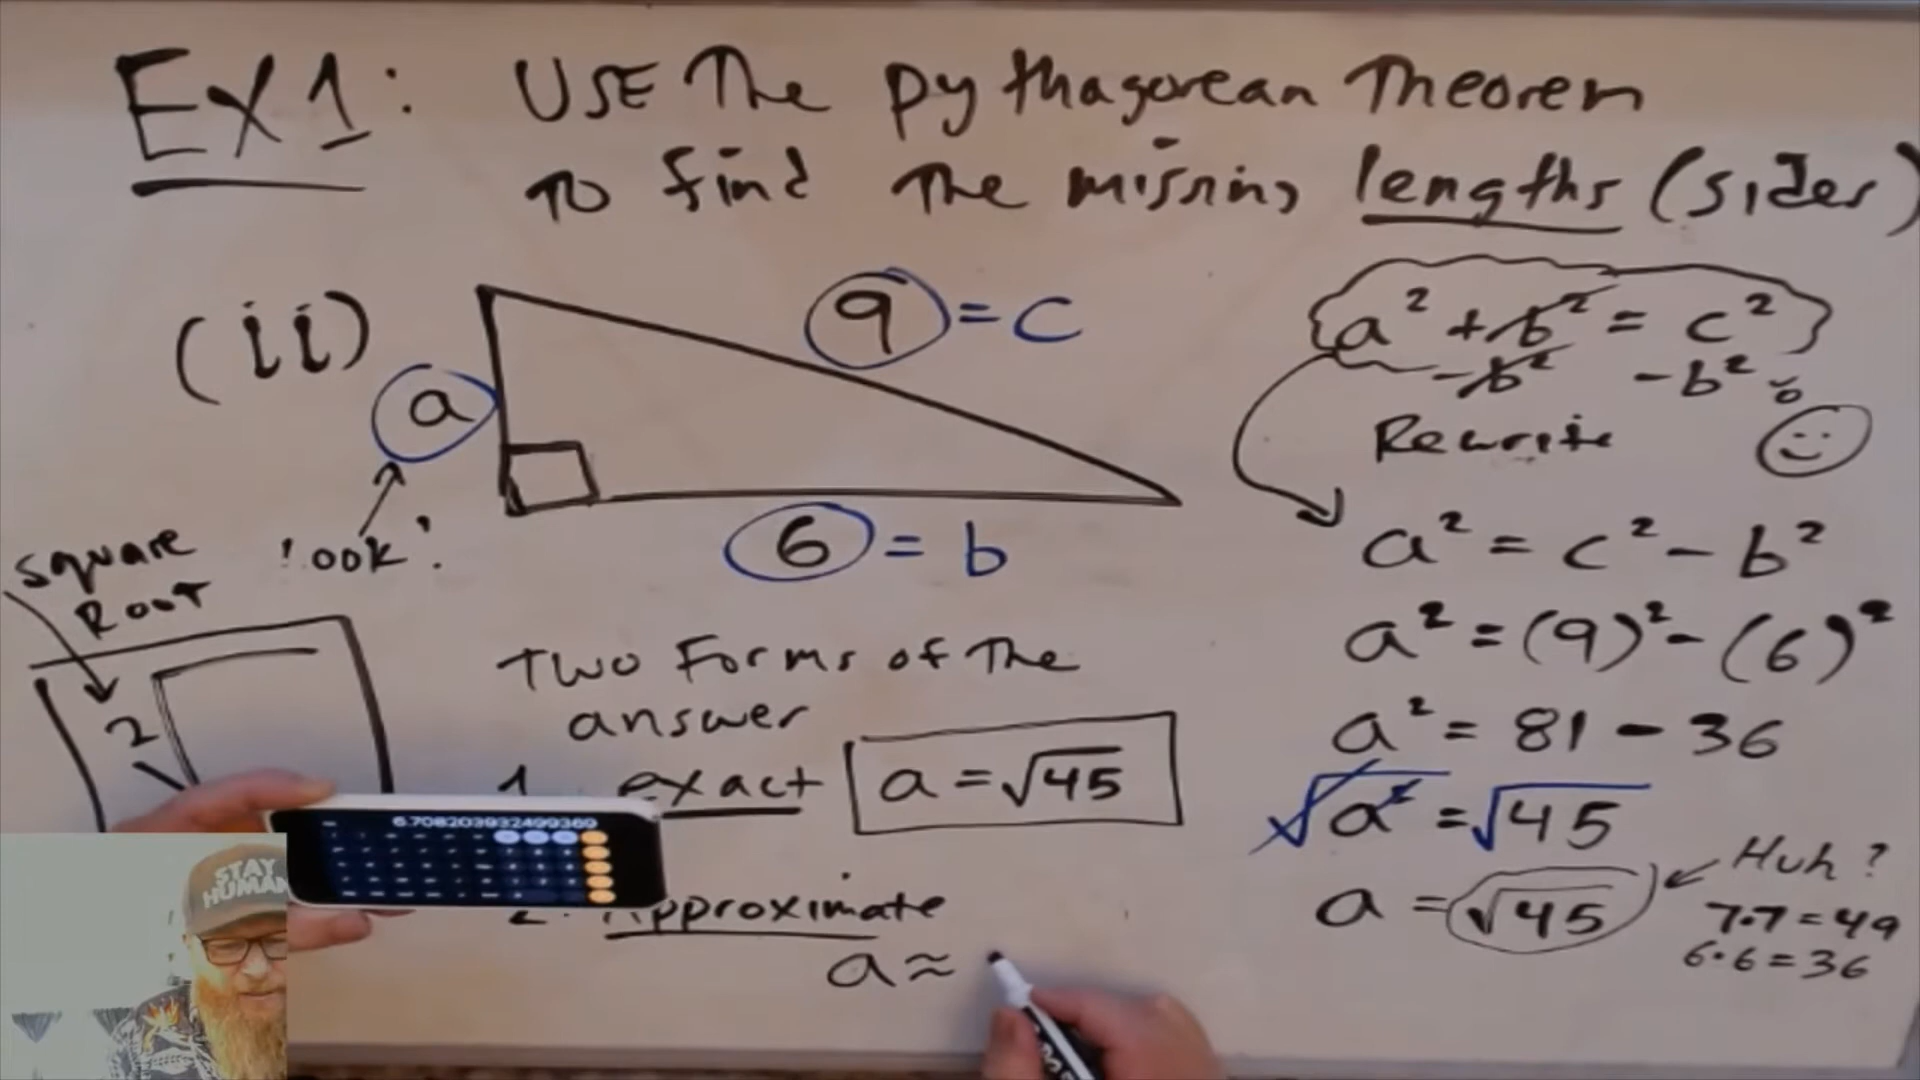 EX1: USE The pythagorean Theorem
To find The missing lengths (sides)
(ii)
9 = c
a
6 = b
'look'
square
Root
2
a² + b² = c²
- b² - b²
Rewrite
a² = c² - b²
a² = (9)² - (6)²
a² = 81 - 36
√a² = √45
a = √45
Huh?
7·7 = 49
6·6 = 36
Two Forms of The
answer
1. exact a = √45
6.708203932499369
2. Approximate
a ≈
STAY
HUMAN